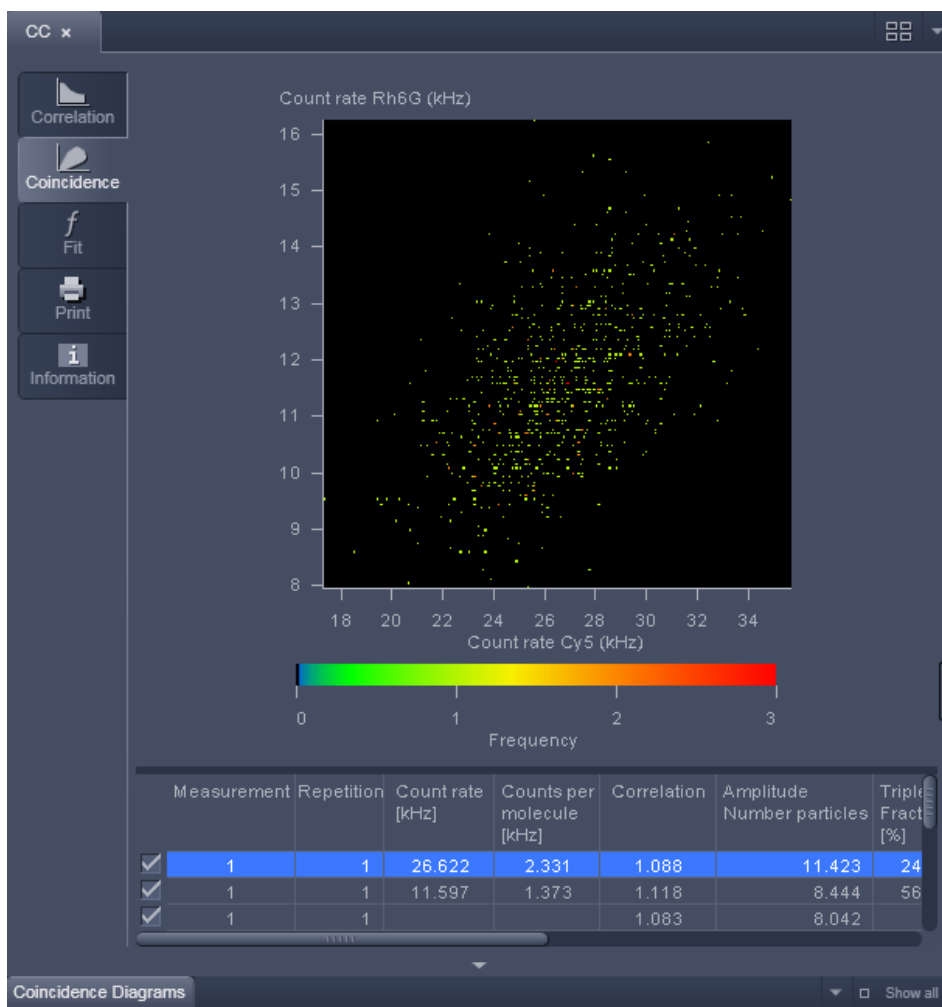 CC x
Correlation
Coincidence
f
Fit
Print
i
Information
Count rate Rh6G (kHz)
16
15
14
13
12
11
10
9
8
18 20 22 24 26 28 30 32 34
Count rate Cy5 (kHz)
0 1 2 3
Frequency
Measurement Repetition Count rate [kHz] Counts per molecule [kHz] Correlation Amplitude Number particles Triple Fract [%]
1 1 26.622 2.331 1.088 11.423 24
1 1 11.597 1.373 1.118 8.444 56
1 1 1.083 8.042
Coincidence Diagrams
Show all